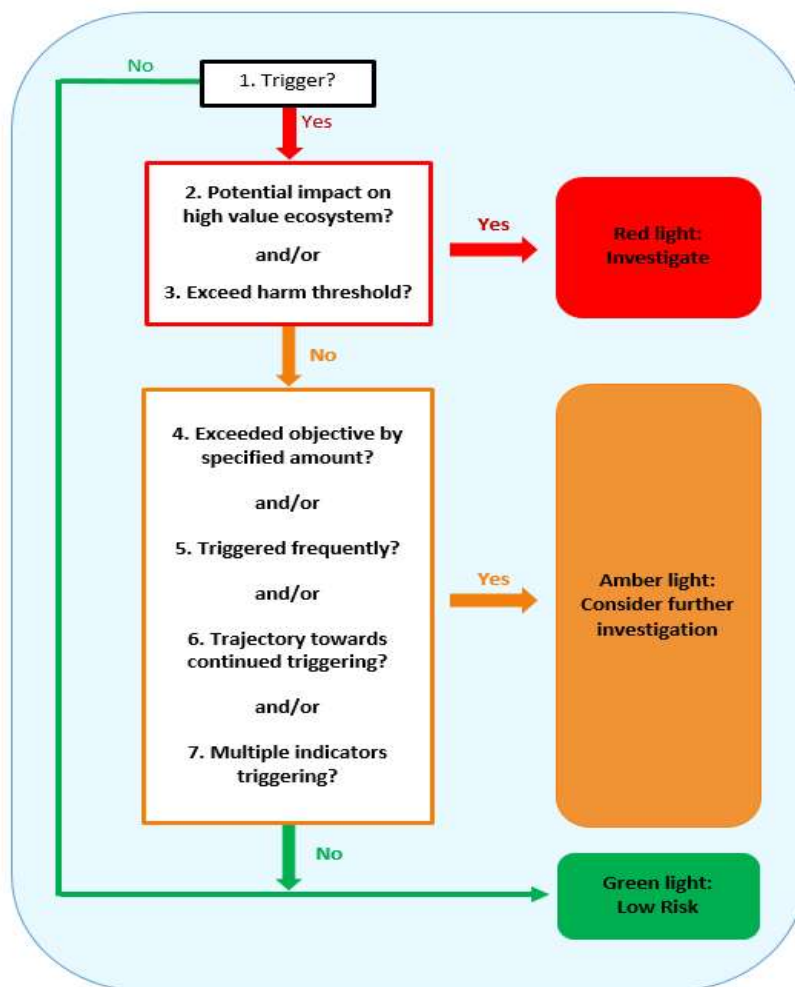 No
1. Trigger?
Yes
2. Potential impact on
high value ecosystem?
and/or
3. Exceed harm threshold?
Yes
Red light:
Investigate
No
4. Exceeded objective by
specified amount?
and/or
5. Triggered frequently?
and/or
6. Trajectory towards
continued triggering?
and/or
7. Multiple indicators
triggering?
Yes
Amber light:
Consider further
investigation
No
Green light:
Low Risk